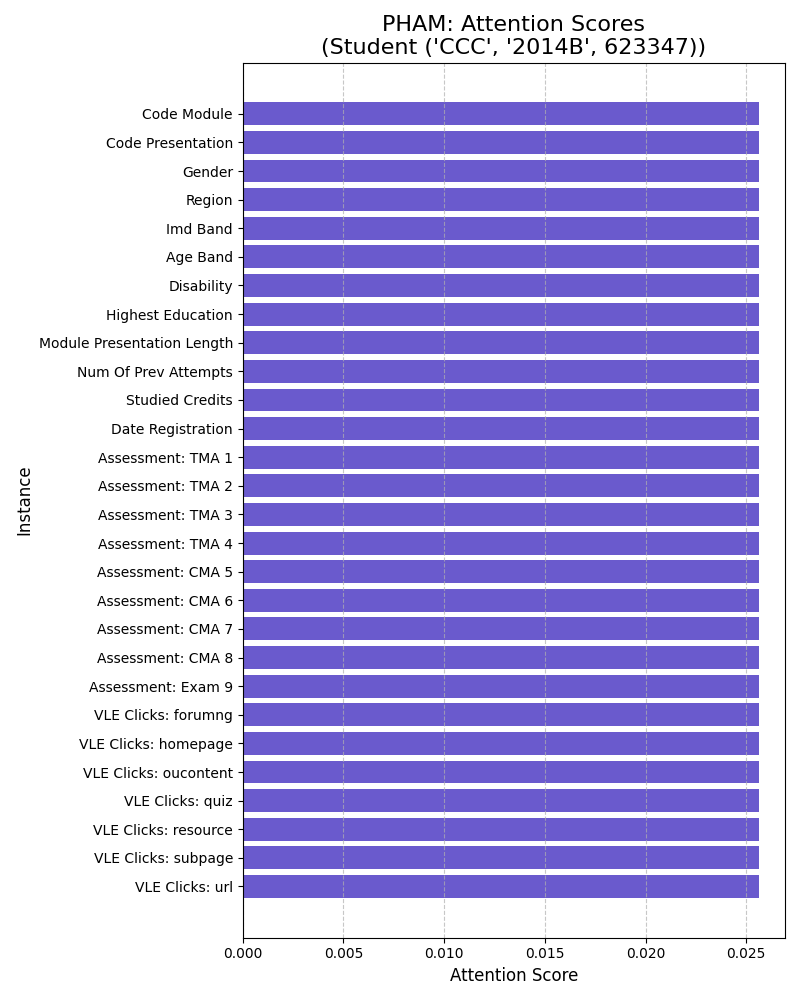 PHAM: Attention Scores
(Student ('CCC', '2014B', 623347))
Instance
Code Module
Code Presentation
Gender
Region
Imd Band
Age Band
Disability
Highest Education
Module Presentation Length
Num Of Prev Attempts
Studied Credits
Date Registration
Assessment: TMA 1
Assessment: TMA 2
Assessment: TMA 3
Assessment: TMA 4
Assessment: CMA 5
Assessment: CMA 6
Assessment: CMA 7
Assessment: CMA 8
Assessment: Exam 9
VLE Clicks: forumng
VLE Clicks: homepage
VLE Clicks: oucontent
VLE Clicks: quiz
VLE Clicks: resource
VLE Clicks: subpage
VLE Clicks: url
0.000 0.005 0.010 0.015 0.020 0.025
Attention Score